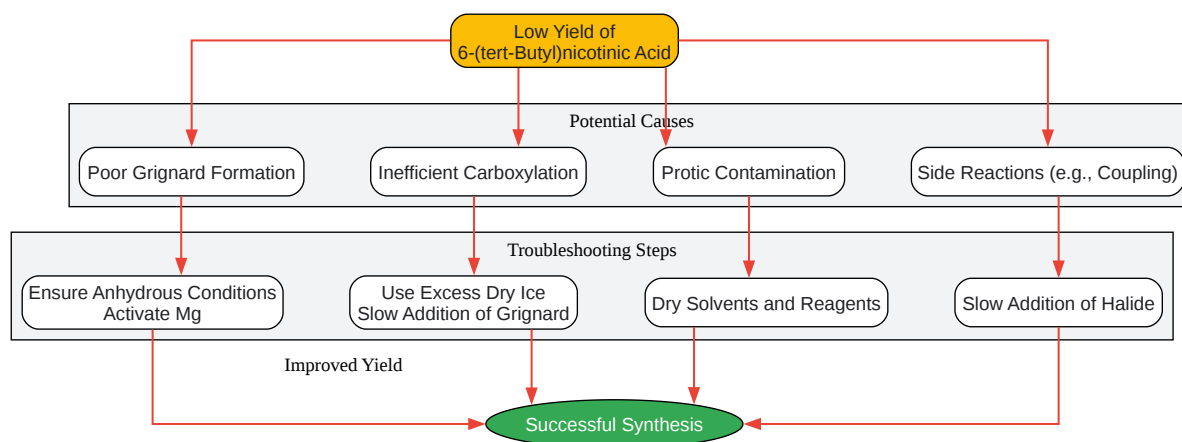 Low Yield of
6-(tert-Butyl)nicotinic Acid
Potential Causes
Poor Grignard Formation
Inefficient Carboxylation
Protic Contamination
Side Reactions (e.g., Coupling)
Troubleshooting Steps
Ensure Anhydrous Conditions
Activate Mg
Use Excess Dry Ice
Slow Addition of Grignard
Dry Solvents and Reagents
Slow Addition of Halide
Improved Yield
Successful Synthesis